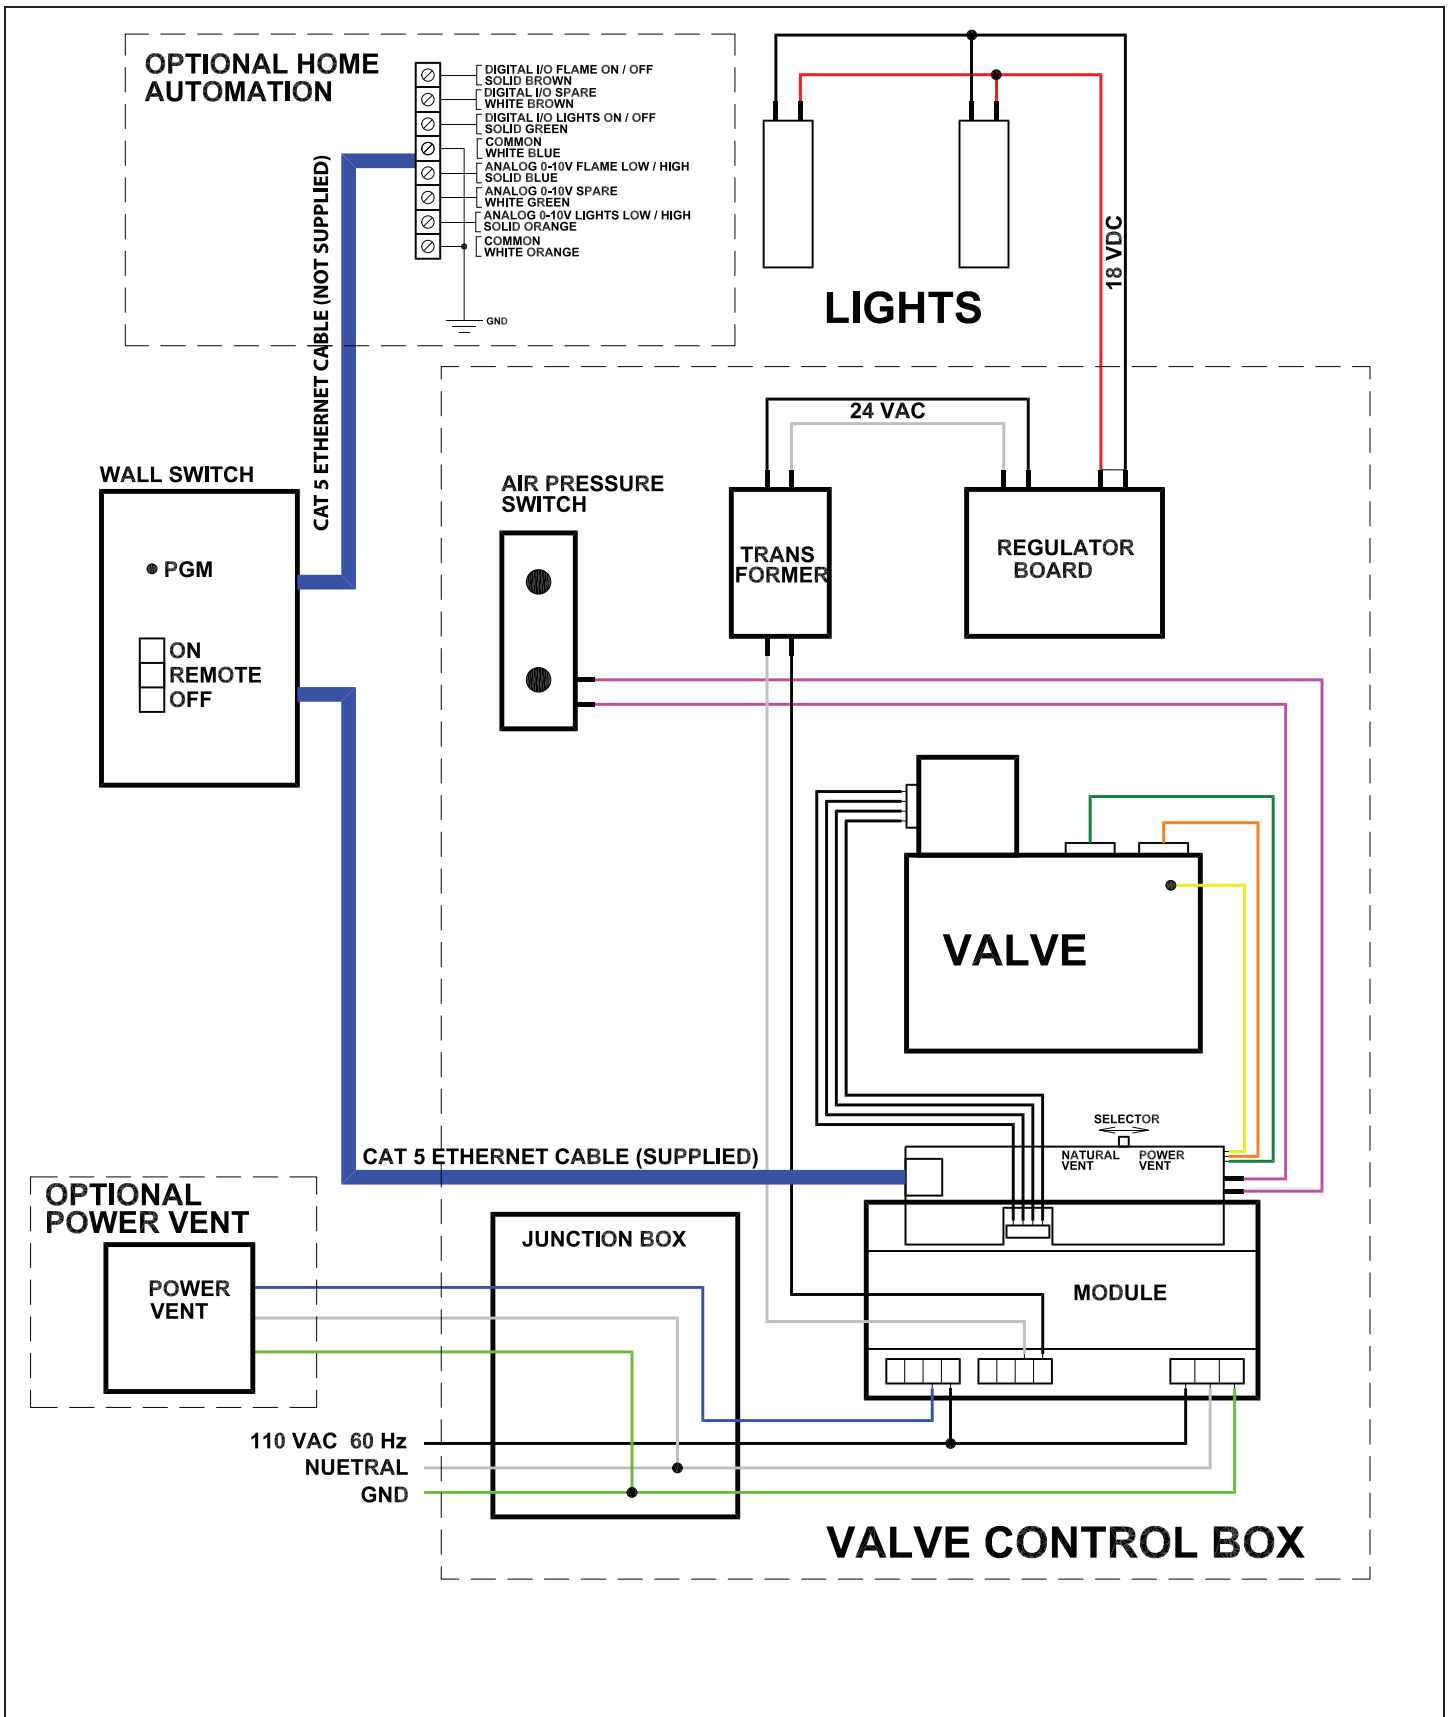 OPTIONAL HOME
AUTOMATION
DIGITAL I/O FLAME ON / OFF
SOLID BROWN
DIGITAL I/O SPARE
WHITE BROWN
DIGITAL I/O LIGHTS ON / OFF
SOLID GREEN
COMMON
WHITE BLUE
ANALOG 0-10V FLAME LOW / HIGH
SOLID BLUE
ANALOG 0-10V SPARE
WHITE GREEN
ANALOG 0-10V LIGHTS LOW / HIGH
SOLID ORANGE
COMMON
WHITE ORANGE
GND
CAT 5 ETHERNET CABLE (NOT SUPPLIED)
LIGHTS
18 VDC
24 VAC
WALL SWITCH
PGM
ON
REMOTE
OFF
AIR PRESSURE
SWITCH
TRANS
FORMER
REGULATOR
BOARD
VALVE
SELECTOR
NATURAL
VENT
POWER
VENT
CAT 5 ETHERNET CABLE (SUPPLIED)
OPTIONAL
POWER VENT
POWER
VENT
JUNCTION BOX
MODULE
110 VAC 60 Hz
NUETRAL
GND
VALVE CONTROL BOX